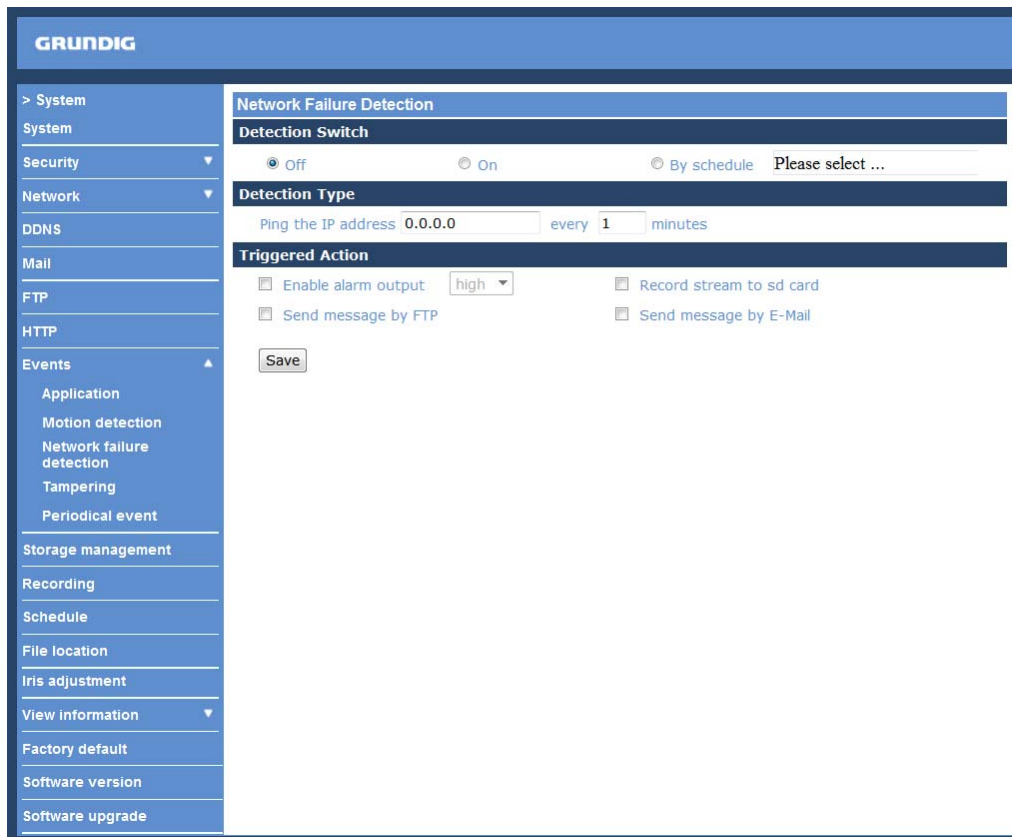 GRUNDIG
> System
System
Security
Network
DDNS
Mail
FTP
HTTP
Events
Application
Motion detection
Network failure
detection
Tampering
Periodical event
Storage management
Recording
Schedule
File location
Iris adjustment
View information
Factory default
Software version
Software upgrade
Network Failure Detection
Detection Switch
Off On By schedule Please select ...
Detection Type
Ping the IP address 0.0.0.0 every 1 minutes
Triggered Action
Enable alarm output high Record stream to sd card
Send message by FTP Send message by E-Mail
Save